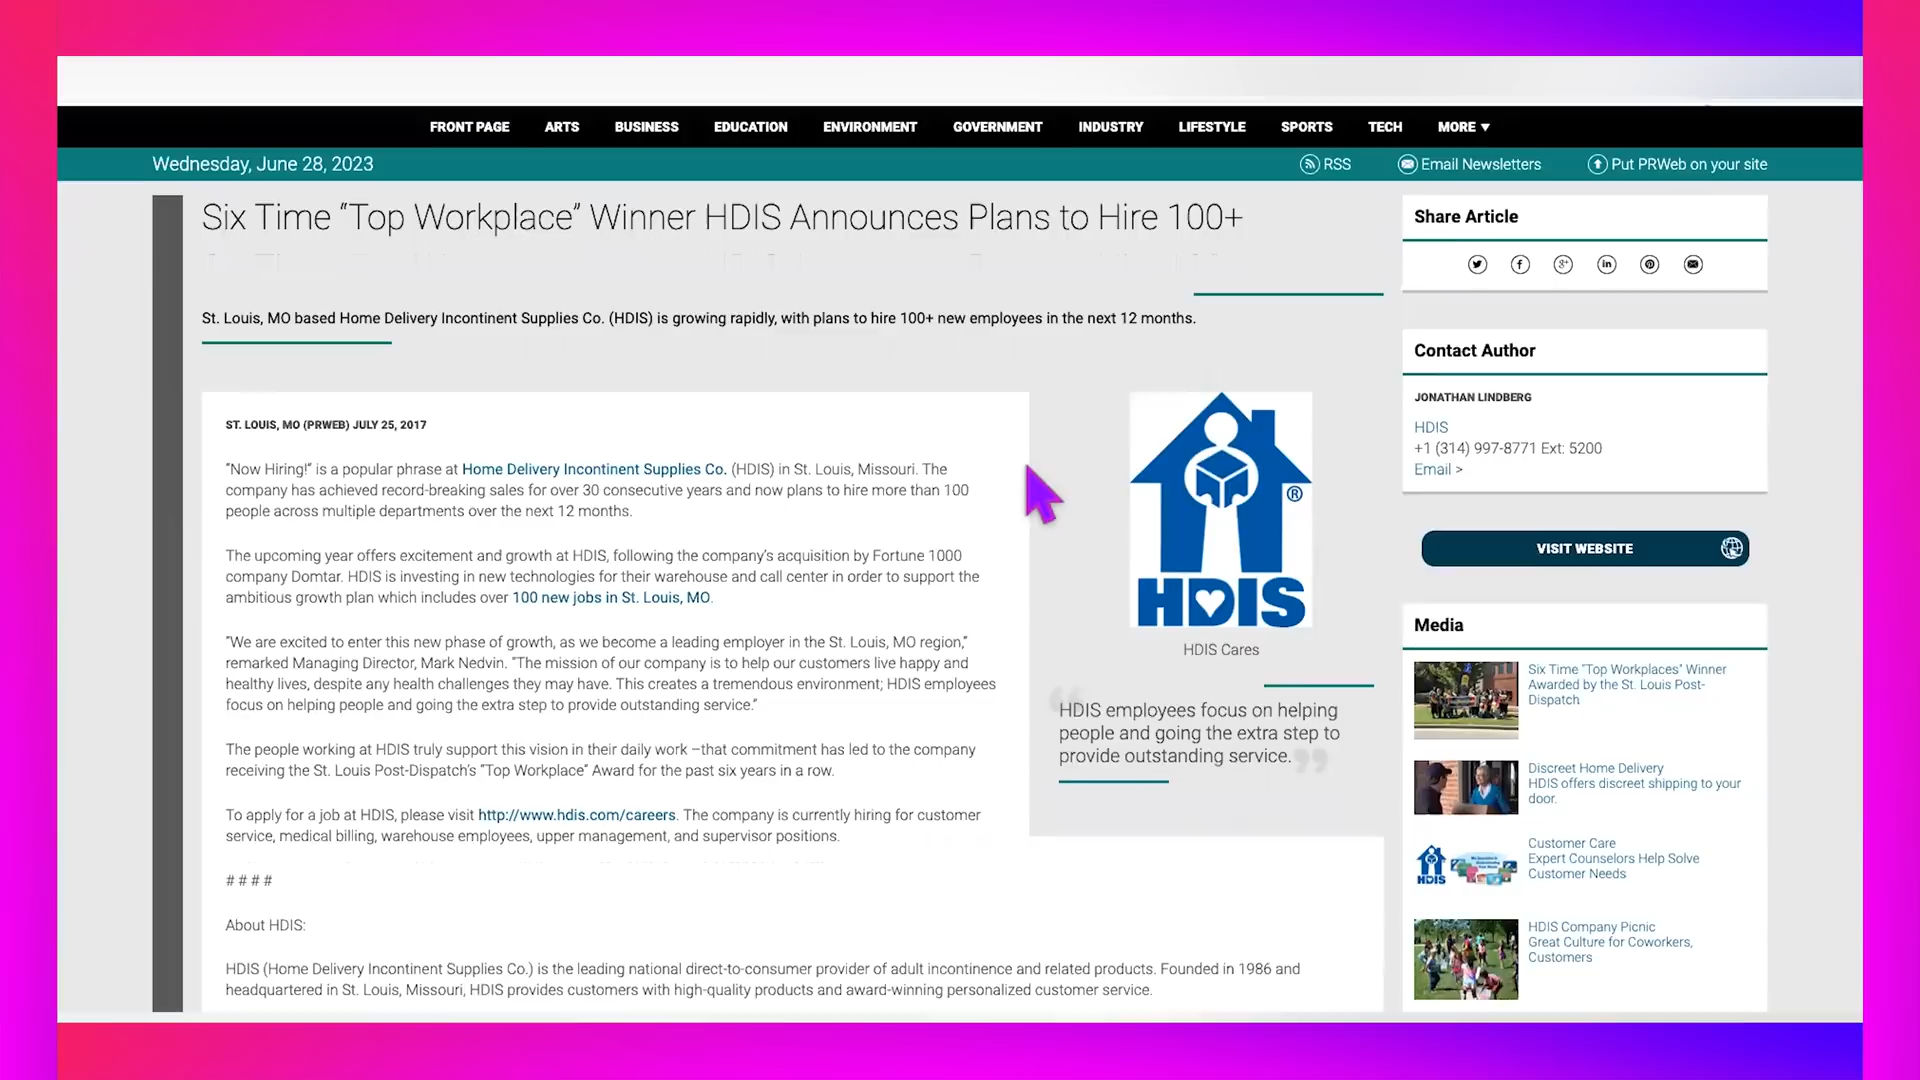 FRONT PAGE ARTS BUSINESS EDUCATION ENVIRONMENT GOVERNMENT INDUSTRY LIFESTYLE SPORTS TECH MORE ▼
Wednesday, June 28, 2023
RSS Email Newsletters Put PRWeb on your site
Six Time “Top Workplace” Winner HDIS Announces Plans to Hire 100+
St. Louis, MO based Home Delivery Incontinent Supplies Co. (HDIS) is growing rapidly, with plans to hire 100+ new employees in the next 12 months.
ST. LOUIS, MO (PRWEB) JULY 25, 2017
“Now Hiring!” is a popular phrase at Home Delivery Incontinent Supplies Co. (HDIS) in St. Louis, Missouri. The
company has achieved record-breaking sales for over 30 consecutive years and now plans to hire more than 100
people across multiple departments over the next 12 months.
The upcoming year offers excitement and growth at HDIS, following the company’s acquisition by Fortune 1000
company Domtar. HDIS is investing in new technologies for their warehouse and call center in order to support the
ambitious growth plan which includes over 100 new jobs in St. Louis, MO.
“We are excited to enter this new phase of growth, as we become a leading employer in the St. Louis, MO region,”
remarked Managing Director, Mark Nedvin. “The mission of our company is to help our customers live happy and
healthy lives, despite any health challenges they may have. This creates a tremendous environment; HDIS employees
focus on helping people and going the extra step to provide outstanding service.”
The people working at HDIS truly support this vision in their daily work –that commitment has led to the company
receiving the St. Louis Post-Dispatch’s “Top Workplace” Award for the past six years in a row.
To apply for a job at HDIS, please visit http://www.hdis.com/careers. The company is currently hiring for customer
service, medical billing, warehouse employees, upper management, and supervisor positions.
# # # #
About HDIS:
HDIS (Home Delivery Incontinent Supplies Co.) is the leading national direct-to-consumer provider of adult incontinence and related products. Founded in 1986 and
headquartered in St. Louis, Missouri, HDIS provides customers with high-quality products and award-winning personalized customer service.
®
HDIS
HDIS Cares
“HDIS employees focus on helping
people and going the extra step to
provide outstanding service.”
Share Article
Contact Author
JONATHAN LINDBERG
HDIS
+1 (314) 997-8771 Ext: 5200
Email >
VISIT WEBSITE
Media
Six Time “Top Workplaces” Winner
Awarded by the St. Louis Post-
Dispatch
Discreet Home Delivery
HDIS offers discreet shipping to your
door.
HDIS
Customer Care
Expert Counselors Help Solve
Customer Needs
HDIS Company Picnic
Great Culture for Coworkers,
Customers